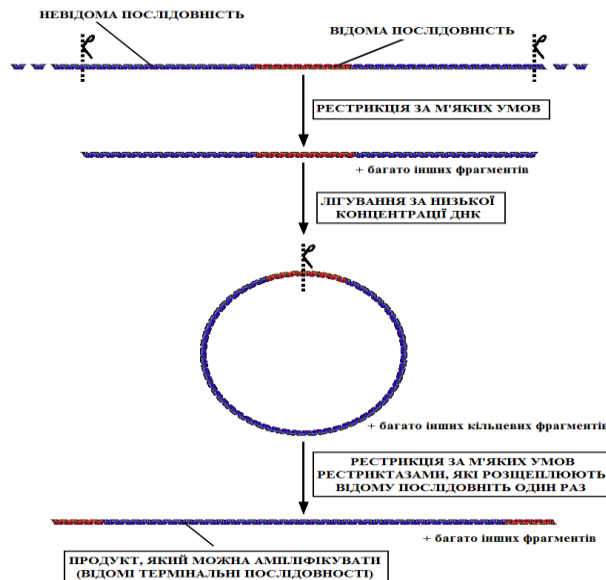 НЕВІДОМА ПОСЛІДОВНІСТЬ
ВІДОМА ПОСЛІДОВНІСТЬ
РЕСТРИКЦІЯ ЗА М'ЯКИХ УМОВ
+ багато інших фрагментів
ЛІГУВАННЯ ЗА НИЗЬКОЇ
КОНЦЕНТРАЦІЇ ДНК
+ багато інших кільцевих фрагментів
РЕСТРИКЦІЯ ЗА М'ЯКИХ УМОВ
РЕСТРИКТАЗАМИ, ЯКІ РОЗЩЕПЛЮЮТЬ
ВІДОМУ ПОСЛІДОВНІТЬ ОДИН РАЗ
+ багато інших фрагментів
ПРОДУКТ, ЯКИЙ МОЖНА АМПЛІФІКУВАТИ
(ВІДОМІ ТЕРМІНАЛЬНІ ПОСЛІДОВНОСТІ)